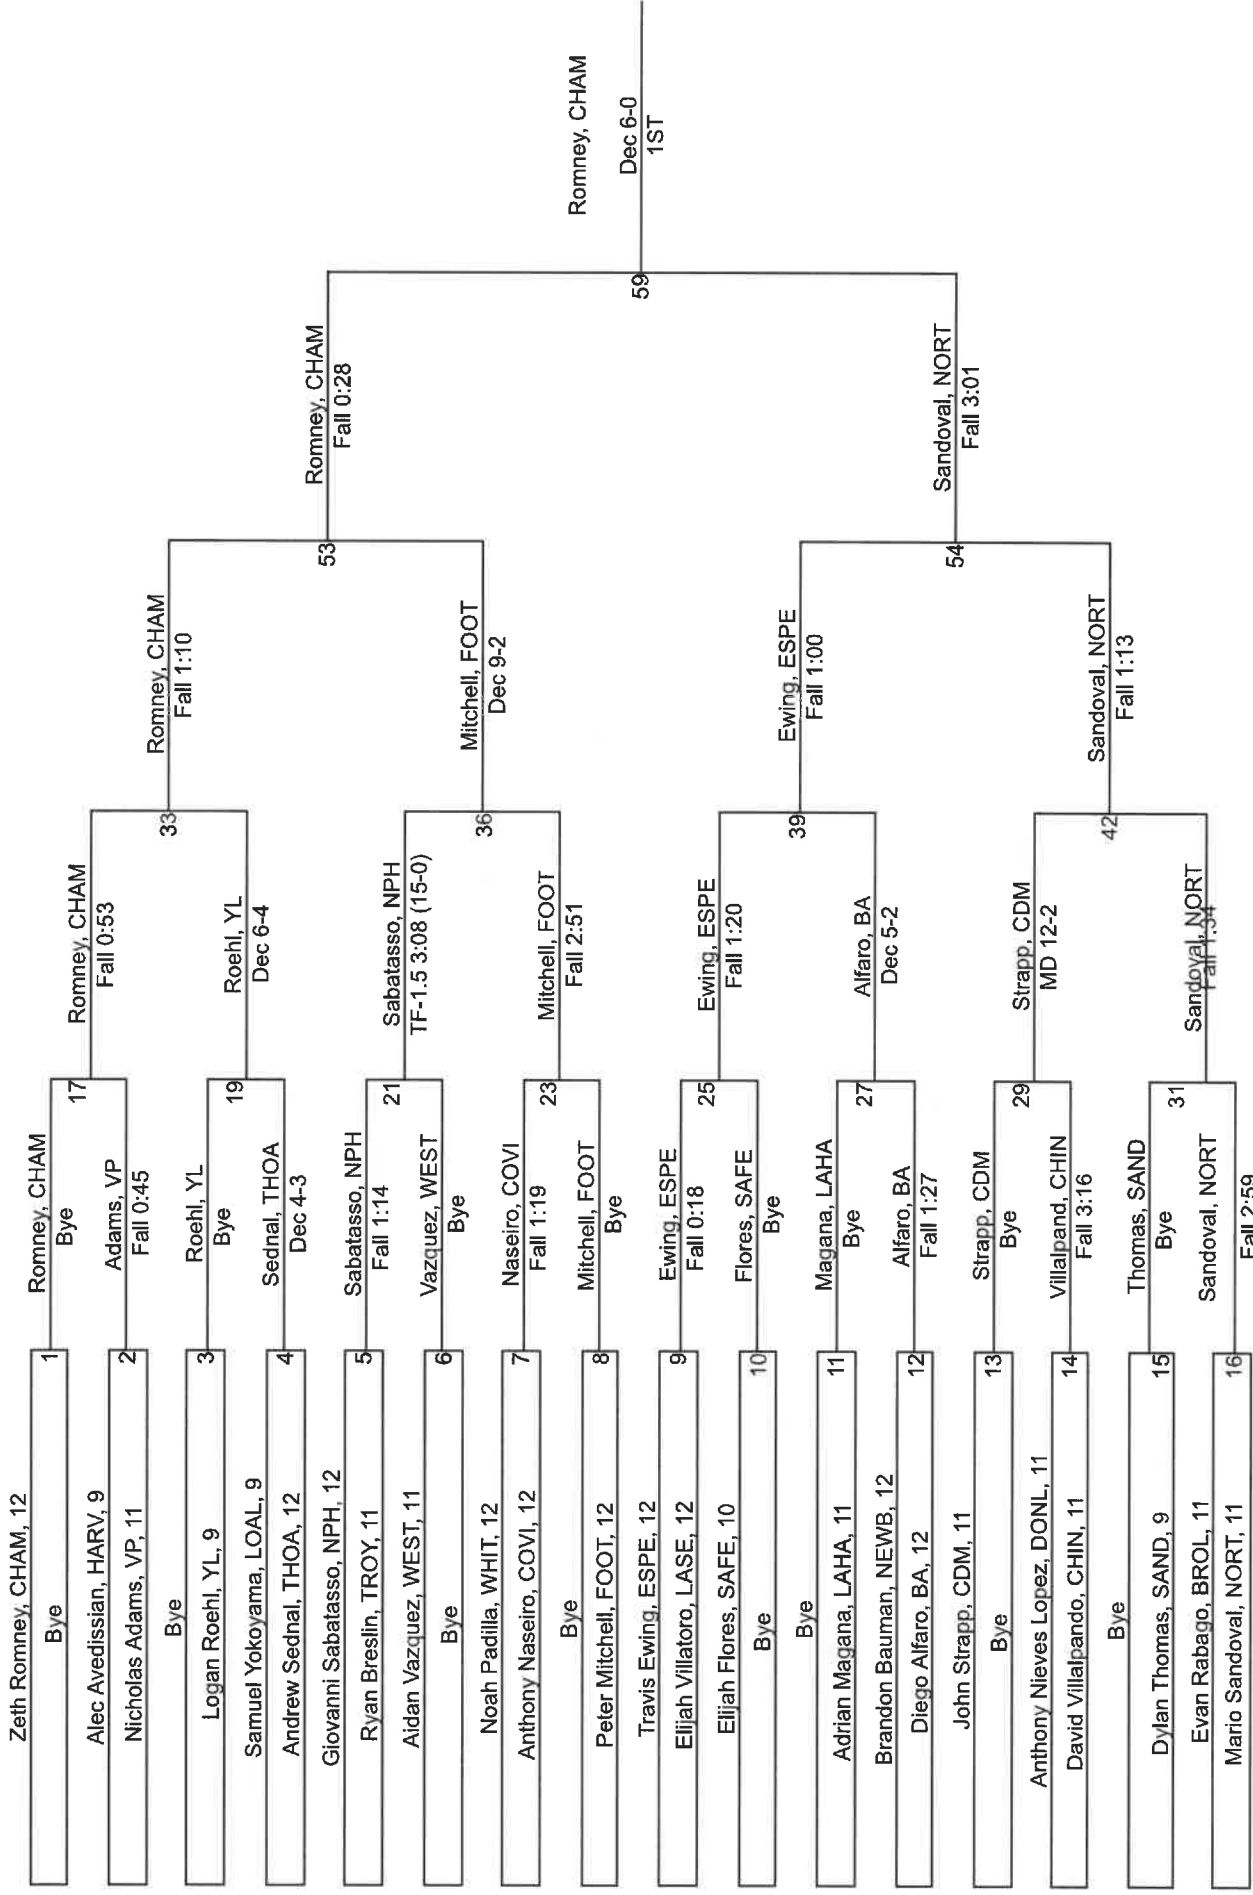 Zeth Romney, CHAM, 12
1
Bye
Alec Avedissian, HARV, 9
2
Nicholas Adams, VP, 11
Bye
3
Logan Roehl, YL, 9
Samuel Yokoyama, LOAL, 9
4
Andrew Sednal, THOA, 12
Giovanni Sabatasso, NPH, 12
5
Ryan Breslin, TROY, 11
Aidan Vazquez, WEST, 11
6
Bye
Noah Padilla, WHIT, 12
7
Anthony Naseiro, COVI, 12
Bye
8
Peter Mitchell, FOOT, 12
Travis Ewing, ESPE, 12
9
Elijah Villatoro, LASE, 12
Elijah Flores, SAFE, 10
10
Bye
Bye
11
Adrian Magana, LAHA, 11
Brandon Bauman, NEWB, 12
12
Diego Alfaro, BA, 12
John Strapp, CDM, 11
13
Bye
Anthony Nieves Lopez, DONL, 11
14
David Villalpando, CHIN, 11
Bye
15
Dylan Thomas, SAND, 9
Evan Rabago, BROL, 11
16
Mario Sandoval, NORT, 11
Romney, CHAM
Bye
17
Adams, VP
Fall 0:45
Roehl, YL
Bye
19
Sednal, THOA
Dec 4-3
Sabatasso, NPH
Fall 1:14
21
Vazquez, WEST
Bye
Naseiro, COVI
Fall 1:19
23
Mitchell, FOOT
Bye
Ewing, ESPE
Fall 0:18
25
Flores, SAFE
Bye
Magana, LAHA
Bye
27
Alfaro, BA
Fall 1:27
Strapp, CDM
Bye
29
Villalpand, CHIN
Fall 3:16
Thomas, SAND
Bye
31
Sandoval, NORT
Fall 2:59
Romney, CHAM
Fall 0:53
33
Roehl, YL
Dec 6-4
Sabatasso, NPH
TF-1.5 3:08 (15-0)
36
Mitchell, FOOT
Fall 2:51
Ewing, ESPE
Fall 1:20
39
Alfaro, BA
Dec 5-2
Strapp, CDM
MD 12-2
42
Sandoval, NORT
Fall 1:34
Romney, CHAM
Fall 1:10
53
Mitchell, FOOT
Dec 9-2
Ewing, ESPE
Fall 1:00
54
Sandoval, NORT
Fall 1:13
Romney, CHAM
Fall 0:28
59
Sandoval, NORT
Fall 3:01
Romney, CHAM
Dec 6-0
1ST